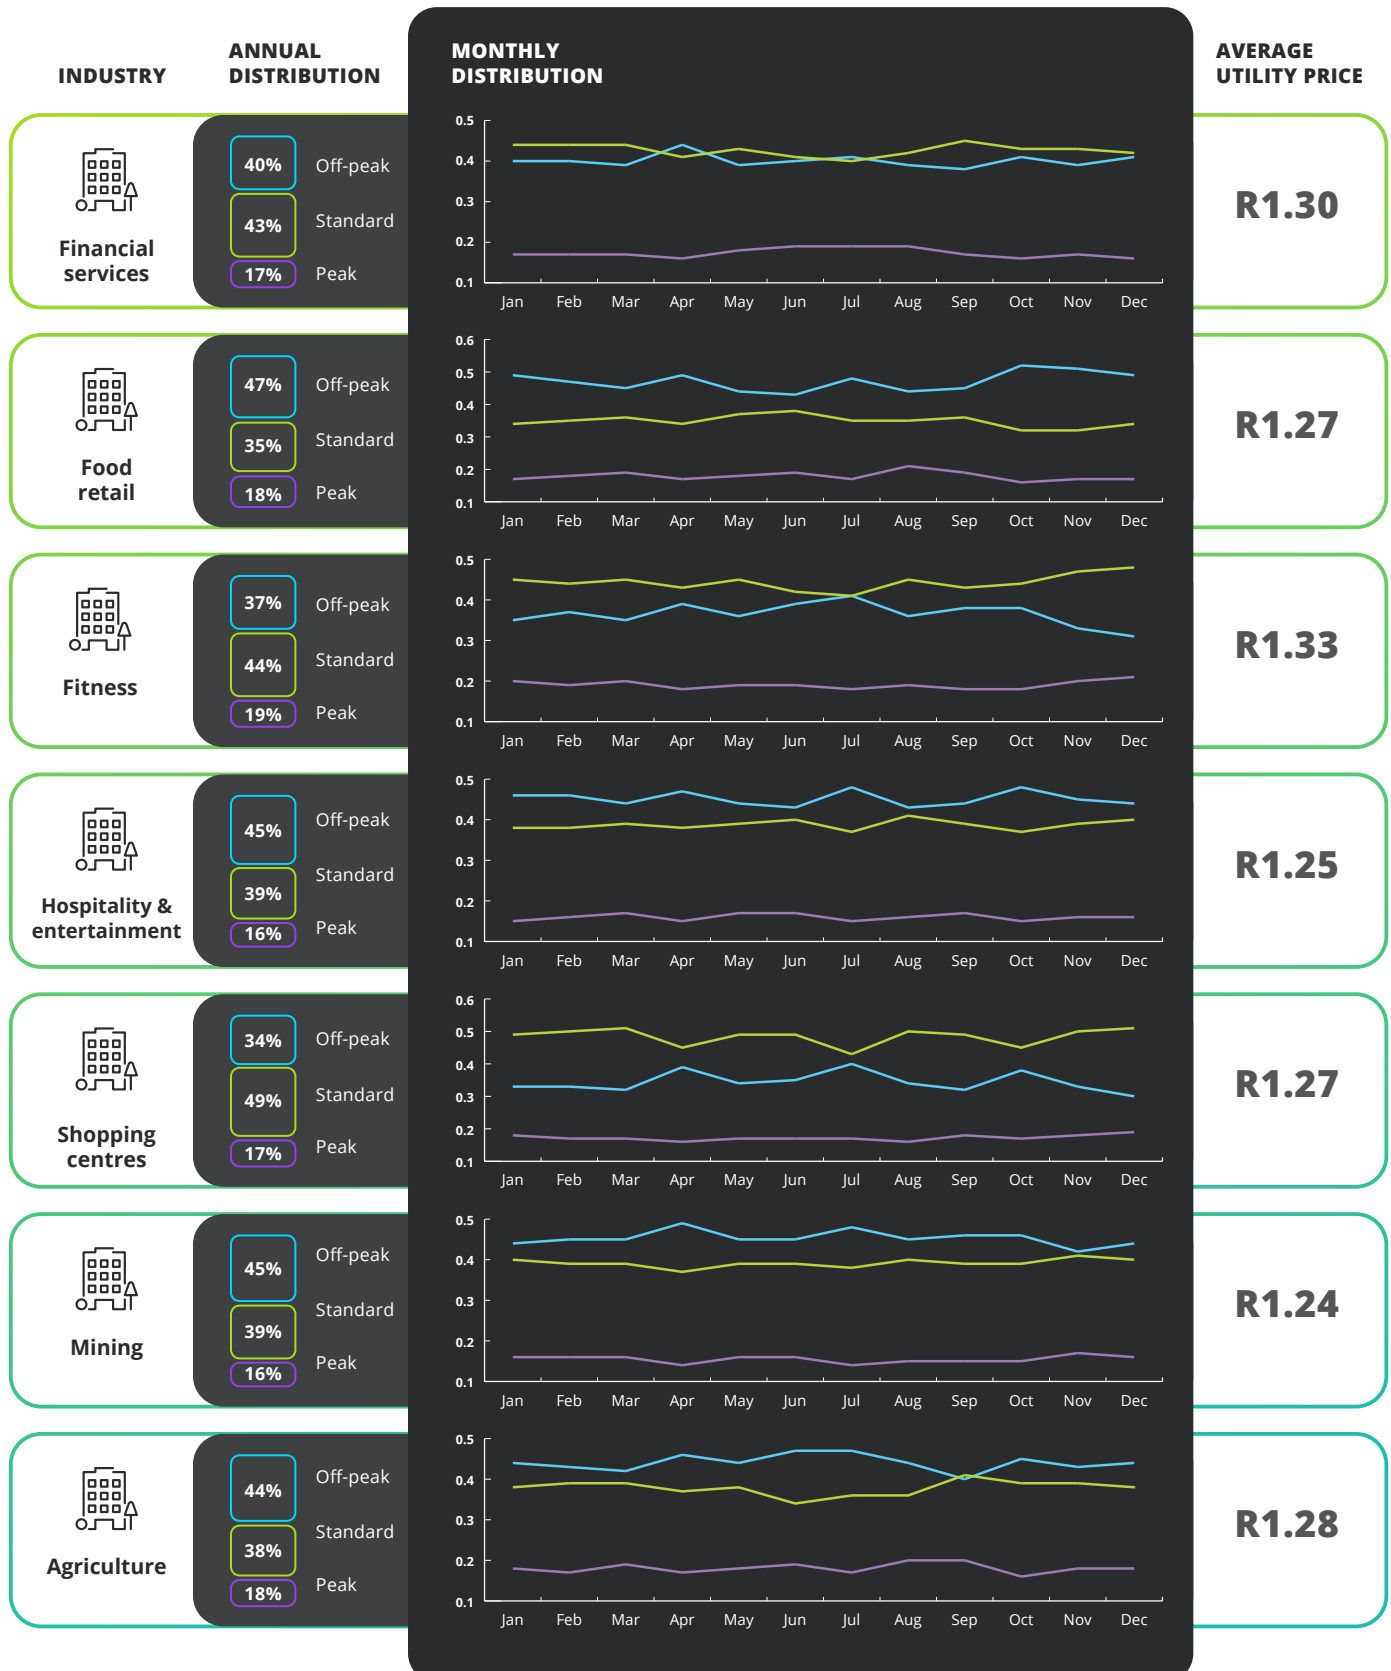 INDUSTRY
ANNUAL
DISTRIBUTION
MONTHLY
DISTRIBUTION
AVERAGE
UTILITY PRICE
Financial
services
40% Off-peak
43% Standard
17% Peak
0.5
0.4
0.3
0.2
0.1
Jan Feb Mar Apr May Jun Jul Aug Sep Oct Nov Dec
R1.30
Food
retail
47% Off-peak
35% Standard
18% Peak
0.6
0.5
0.4
0.3
0.2
0.1
Jan Feb Mar Apr May Jun Jul Aug Sep Oct Nov Dec
R1.27
Fitness
37% Off-peak
44% Standard
19% Peak
0.5
0.4
0.3
0.2
0.1
Jan Feb Mar Apr May Jun Jul Aug Sep Oct Nov Dec
R1.33
Hospitality &
entertainment
45% Off-peak
39% Standard
16% Peak
0.5
0.4
0.3
0.2
0.1
Jan Feb Mar Apr May Jun Jul Aug Sep Oct Nov Dec
R1.25
Shopping
centres
34% Off-peak
49% Standard
17% Peak
0.6
0.5
0.4
0.3
0.2
0.1
Jan Feb Mar Apr May Jun Jul Aug Sep Oct Nov Dec
R1.27
Mining
45% Off-peak
39% Standard
16% Peak
0.5
0.4
0.3
0.2
0.1
Jan Feb Mar Apr May Jun Jul Aug Sep Oct Nov Dec
R1.24
Agriculture
44% Off-peak
38% Standard
18% Peak
0.5
0.4
0.3
0.2
0.1
Jan Feb Mar Apr May Jun Jul Aug Sep Oct Nov Dec
R1.28